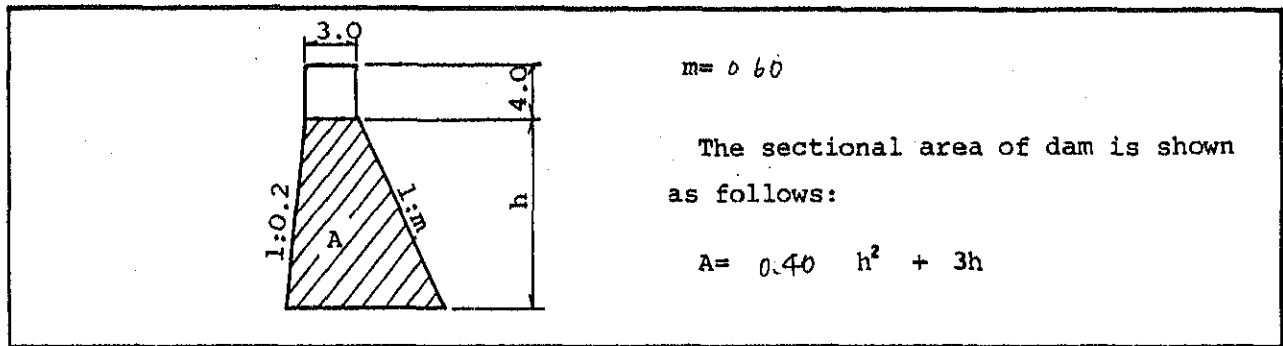 3.0
4.0
m= 0 60
The sectional area of dam is shown
as follows:
1:0.2
A
1:m
h
A= 0.40 h² + 3h